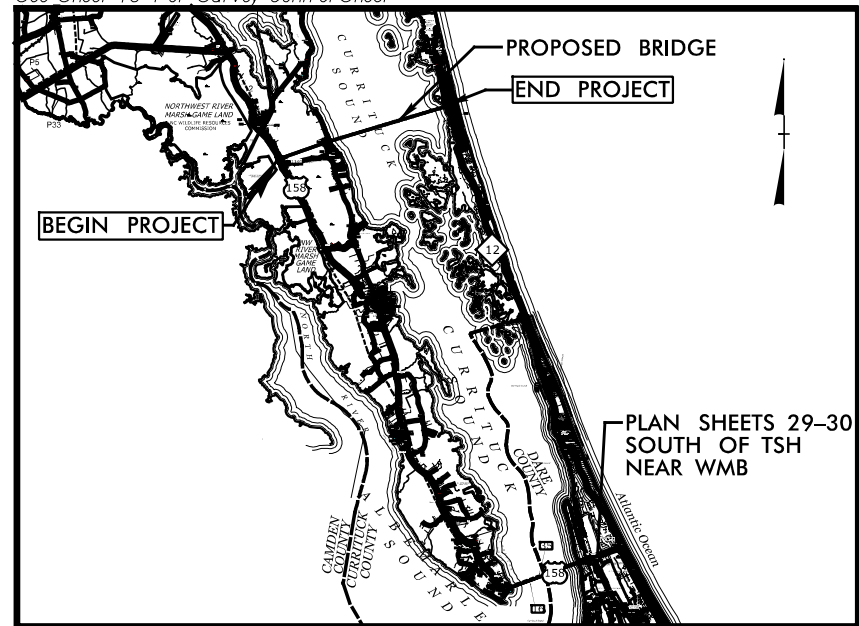 PROPOSED BRIDGE
END PROJECT
CURRITUCK
SOUND
P5
P33
NORTHWEST RIVER
MARSH GAME LAND
NC WILDLIFE RESOURCES
COMMISSION
158
BEGIN PROJECT
NW
RIVER
MARSH
GAME
LAND
12
NORTH RIVER
CURRITUCK
SOUND
PLAN SHEETS 29–30
SOUTH OF TSH
NEAR WMB
DARE
COUNTY
Atlantic Ocean
CAMDEN
COUNTY
CURRITUCK
COUNTY
ALBEMARLE
SOUND
158